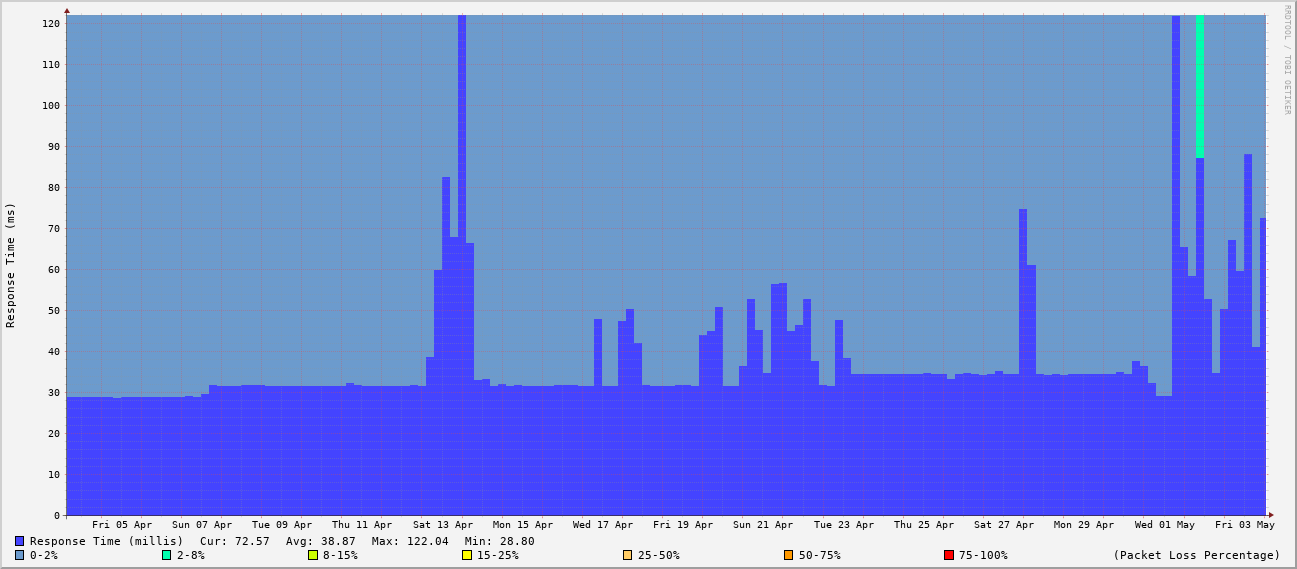 RRDTOOL / TOBI OETIKER
Response Time (ms)
120
110
100
90
80
70
60
50
40
30
20
10
0
Fri 05 Apr Sun 07 Apr Tue 09 Apr Thu 11 Apr Sat 13 Apr Mon 15 Apr Wed 17 Apr Fri 19 Apr Sun 21 Apr Tue 23 Apr Thu 25 Apr Sat 27 Apr Mon 29 Apr Wed 01 May Fri 03 May
Response Time (millis) Cur: 72.57 Avg: 38.87 Max: 122.04 Min: 28.80
0-2% 2-8% 8-15% 15-25% 25-50% 50-75% 75-100% (Packet Loss Percentage)